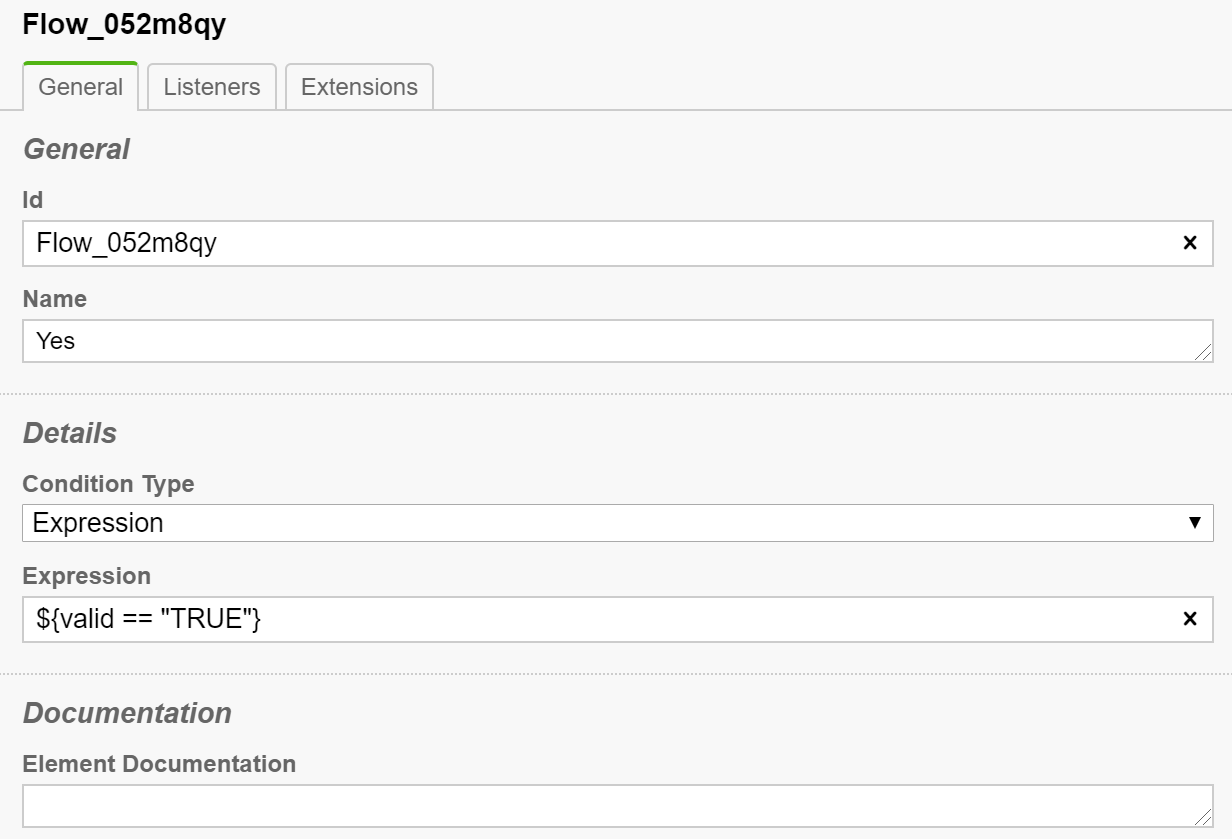 Flow_052m8qy
General Listeners Extensions
General
Id
Flow_052m8qy
Name
Yes
Details
Condition Type
Expression
Expression
${valid == "TRUE"}
Documentation
Element Documentation